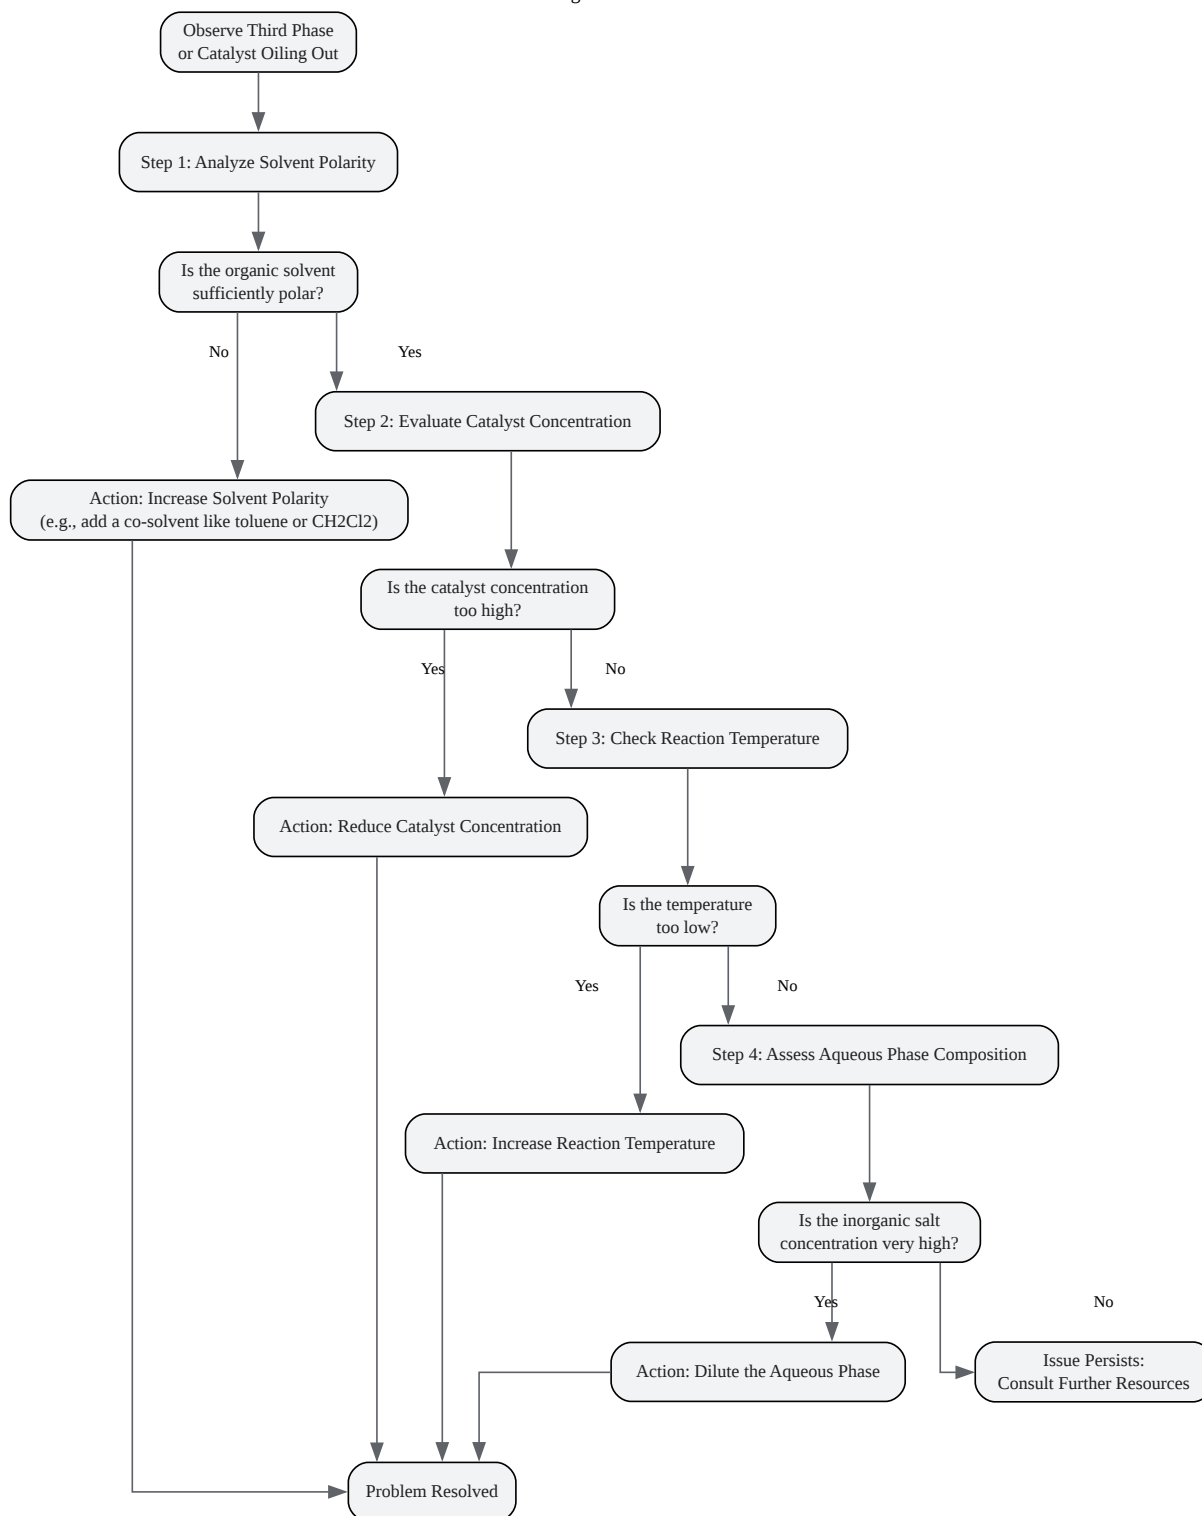 Observe Third Phase
or Catalyst Oiling Out
Step 1: Analyze Solvent Polarity
Is the organic solvent
sufficiently polar?
No
Yes
Step 2: Evaluate Catalyst Concentration
Action: Increase Solvent Polarity
(e.g., add a co-solvent like toluene or CH2Cl2)
Is the catalyst concentration
too high?
Yes
No
Step 3: Check Reaction Temperature
Action: Reduce Catalyst Concentration
Is the temperature
too low?
Yes
No
Step 4: Assess Aqueous Phase Composition
Action: Increase Reaction Temperature
Is the inorganic salt
concentration very high?
Yes
No
Action: Dilute the Aqueous Phase
Issue Persists:
Consult Further Resources
Problem Resolved